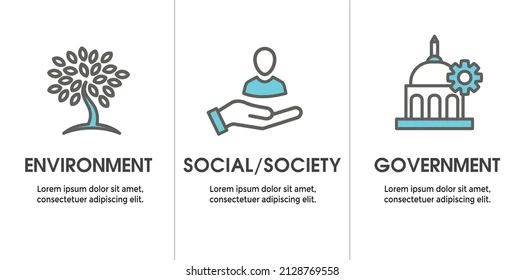 ENVIRONMENT
Lorem ipsum dolor sit amet,
consectetuer adipiscing elit.
SOCIAL/SOCIETY
Lorem ipsum dolor sit amet,
consectetuer adipiscing elit.
GOVERNMENT
Lorem ipsum dolor sit amet,
consectetuer adipiscing elit.
shutterstock.com · 2128769558